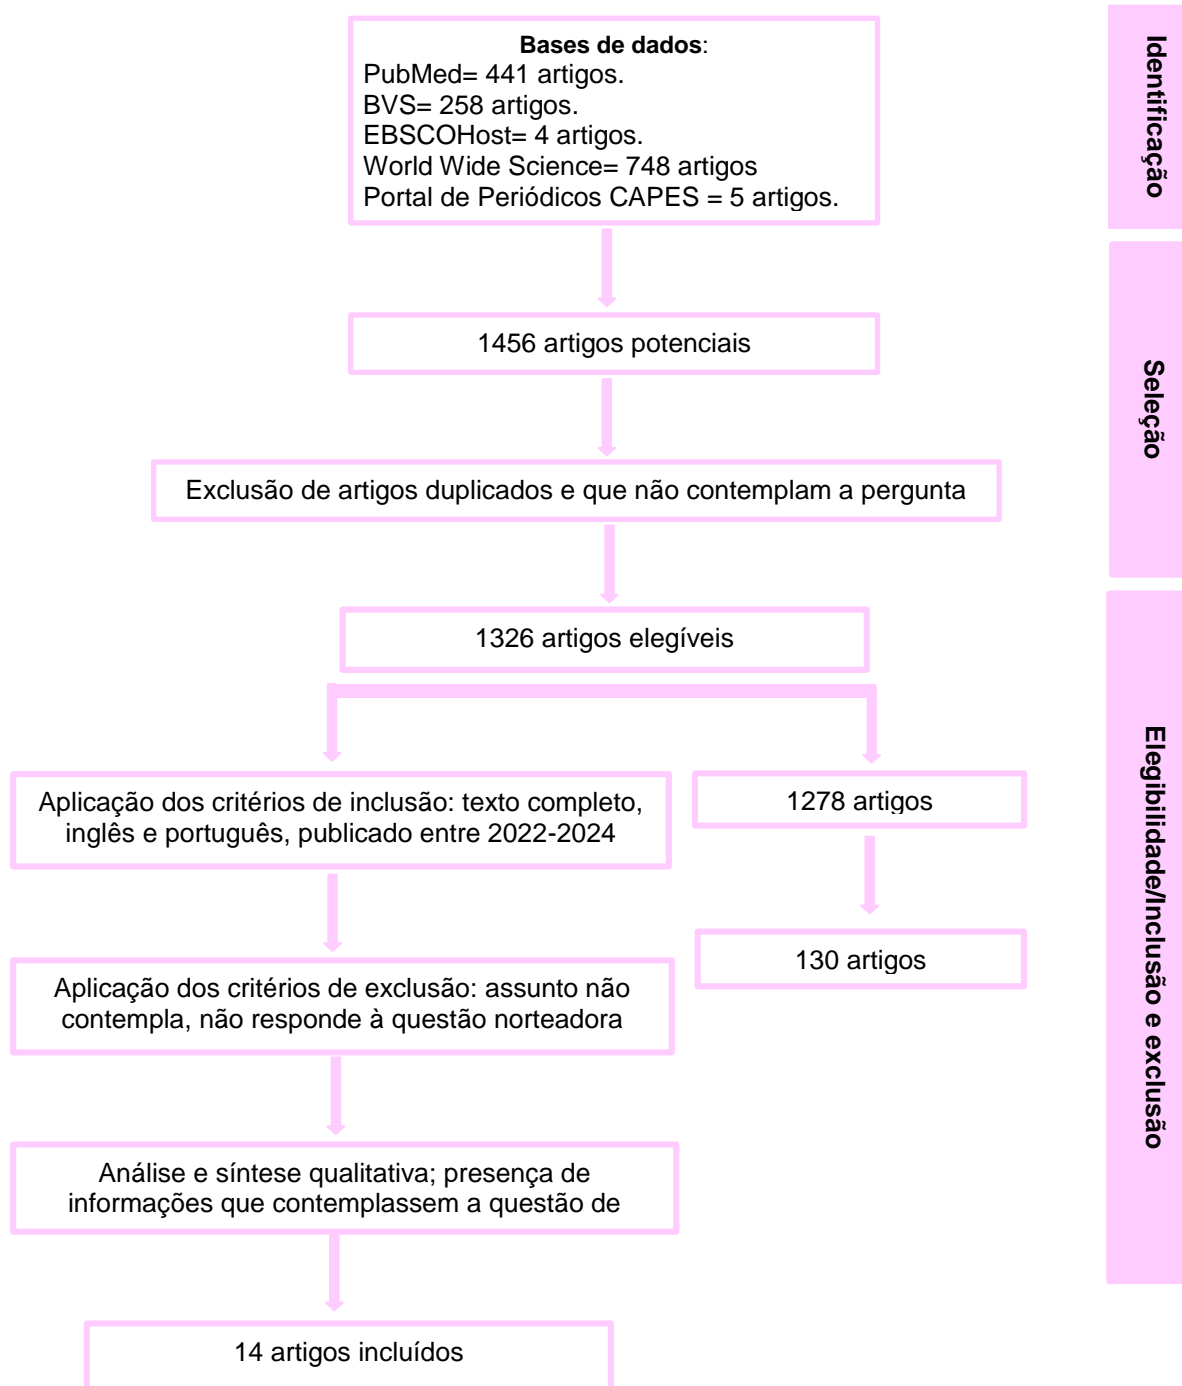 Bases de dados:
PubMed= 441 artigos.
BVS= 258 artigos.
EBSCOHost= 4 artigos.
World Wide Science= 748 artigos
Portal de Periódicos CAPES = 5 artigos.
Identificação
1456 artigos potenciais
Exclusão de artigos duplicados e que não contemplam a pergunta
Seleção
1326 artigos elegíveis
Aplicação dos critérios de inclusão: texto completo,
inglês e português, publicado entre 2022-2024
1278 artigos
Aplicação dos critérios de exclusão: assunto não
contempla, não responde à questão norteadora
130 artigos
Análise e síntese qualitativa; presença de
informações que contemplassem a questão de
14 artigos incluídos
Elegibilidade/Inclusão e exclusão